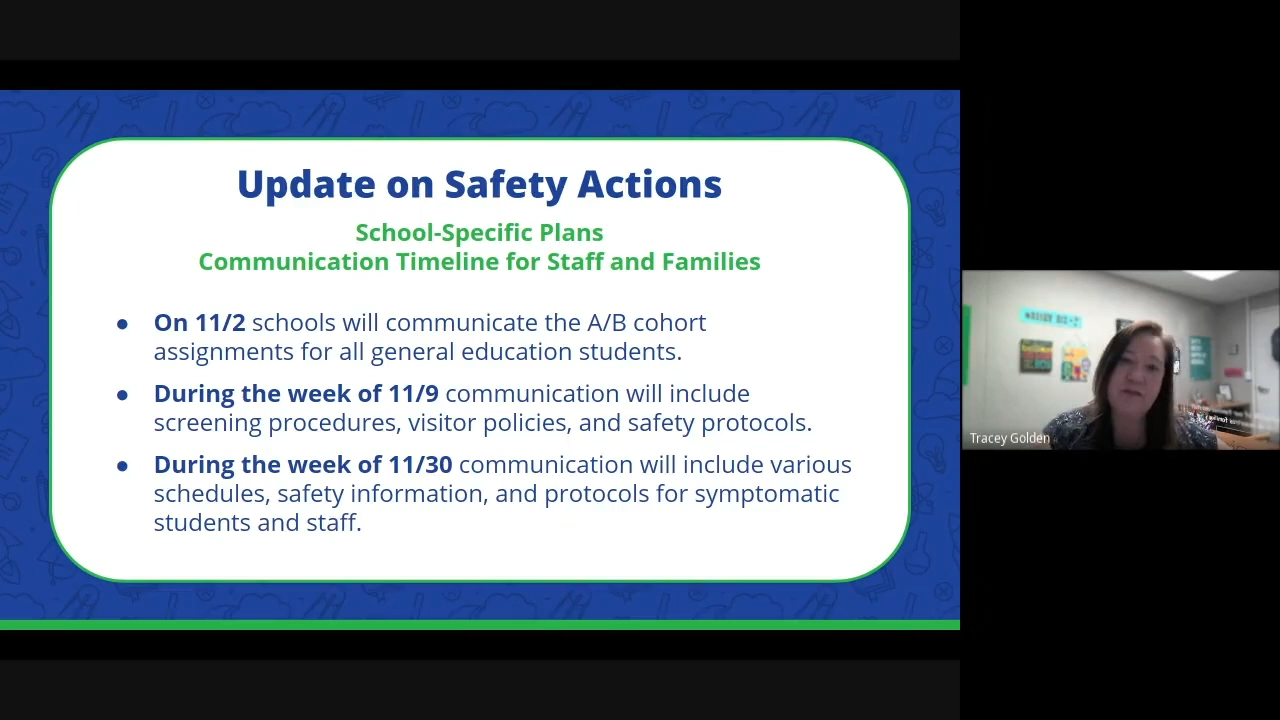 Update on Safety Actions
School-Specific Plans
Communication Timeline for Staff and Families
● On 11/2 schools will communicate the A/B cohort
assignments for all general education students.
● During the week of 11/9 communication will include
screening procedures, visitor policies, and safety protocols.
● During the week of 11/30 communication will include various
schedules, safety information, and protocols for symptomatic
students and staff.
Tracey Golden